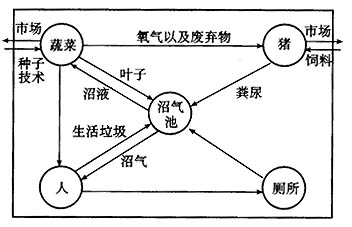 市场
氧气以及废弃物
市场
蔬菜
猪
种子
技术
饲料
叶子
沼液
沼气
池
粪尿
生活垃圾
沼气
人
厕所